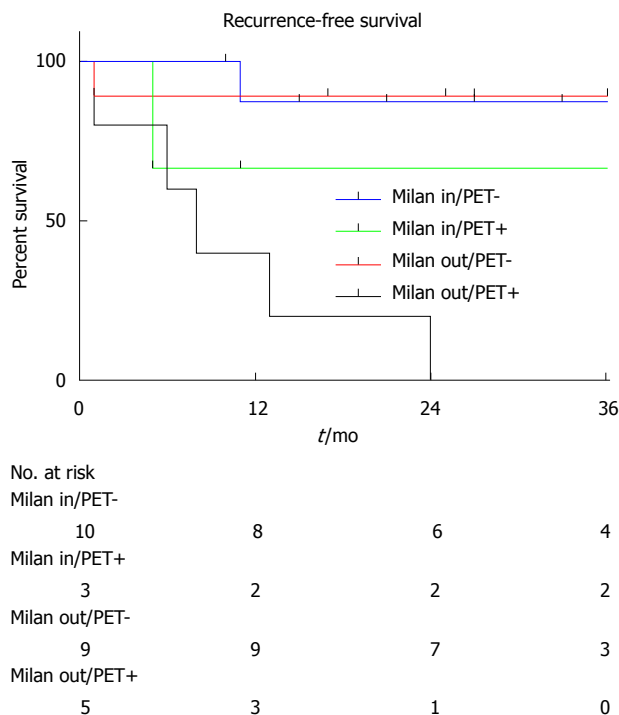 Recurrence-free survival
Percent survival
100
50
0
0 12 24 36
t/mo
Milan in/PET-
Milan in/PET+
Milan out/PET-
Milan out/PET+
No. at risk
Milan in/PET-
10 8 6 4
Milan in/PET+
3 2 2 2
Milan out/PET-
9 9 7 3
Milan out/PET+
5 3 1 0